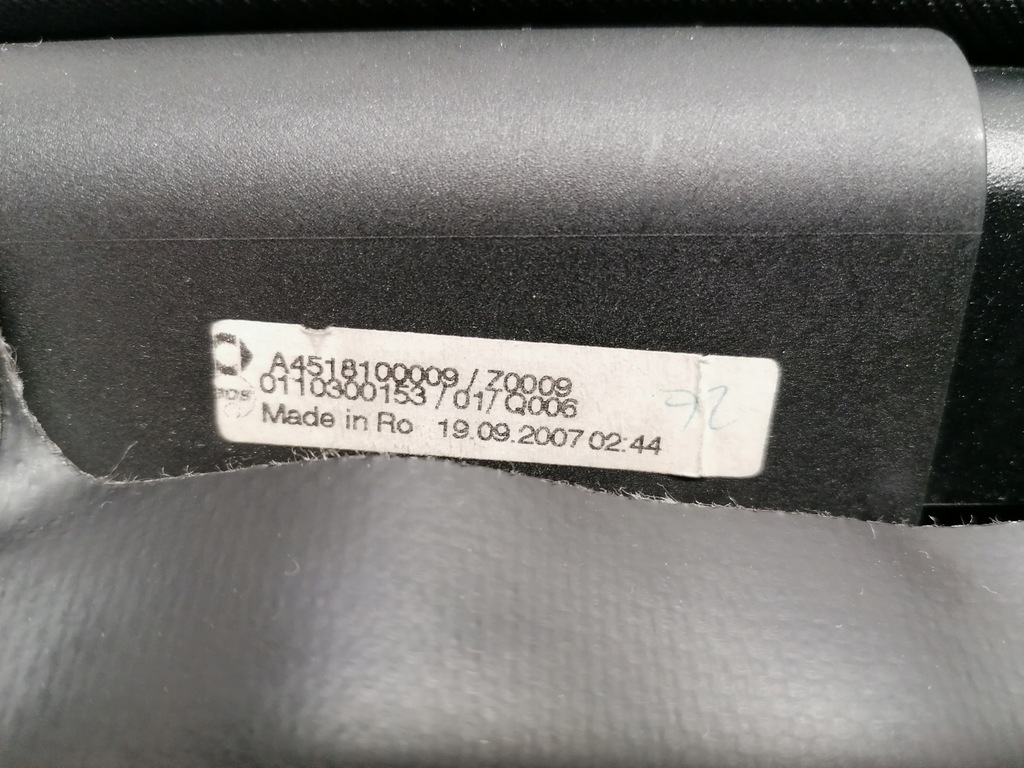 A4518100009 / Z0009
0110300153 / 01/ Q006
Made in Ro 19.09.2007 02:44